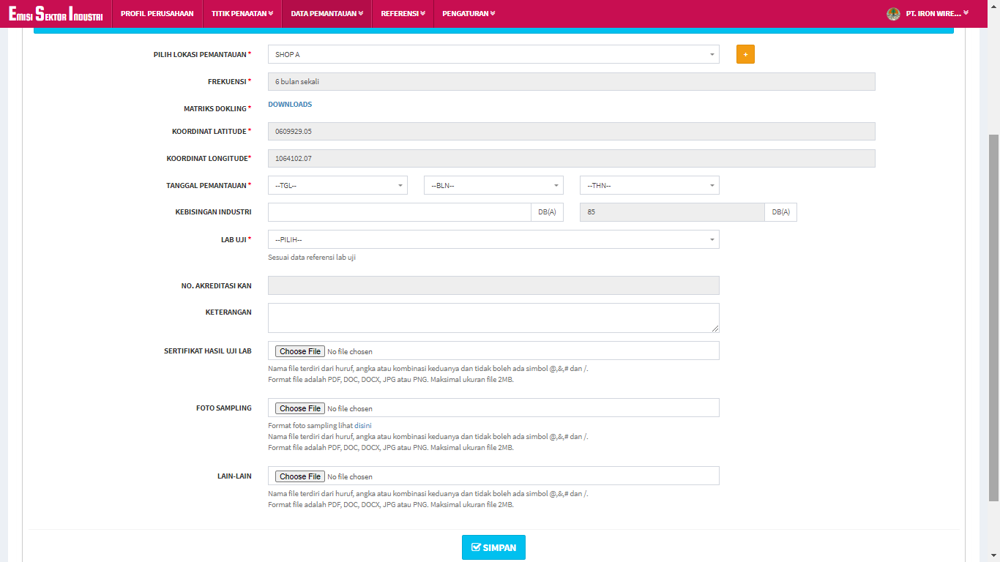 EMISI SEKTOR INDUSTRI PROFIL PERUSAHAAN TITIK PENAATAN DATA PEMANTAUAN REFERENSI PENGATURAN PT. IRON WIRE...
PILIH LOKASI PEMANTAUAN * SHOP A +
FREKUENSI * 6 bulan sekali
MATRIKS DOKLING * DOWNLOADS
KOORDINAT LATITUDE * 0609929.05
KOORDINAT LONGITUDE* 1064102.07
TANGGAL PEMANTAUAN * --TGL-- --BLN-- --THN--
KEBISINGAN INDUSTRI DB(A) 85 DB(A)
LAB UJI * --PILIH--
Sesuai data referensi lab uji
NO. AKREDITASI KAN
KETERANGAN
SERTIFIKAT HASIL UJI LAB Choose File No file chosen
Nama file terdiri dari huruf, angka atau kombinasi keduanya dan tidak boleh ada simbol @,&,# dan /.
Format file adalah PDF, DOC, DOCX, JPG atau PNG. Maksimal ukuran file 2MB.
FOTO SAMPLING Choose File No file chosen
Format foto sampling lihat disini
Nama file terdiri dari huruf, angka atau kombinasi keduanya dan tidak boleh ada simbol @,&,# dan /.
Format file adalah PDF, DOC, DOCX, JPG atau PNG. Maksimal ukuran file 2MB.
LAIN-LAIN Choose File No file chosen
Nama file terdiri dari huruf, angka atau kombinasi keduanya dan tidak boleh ada simbol @,&,# dan /.
Format file adalah PDF, DOC, DOCX, JPG atau PNG. Maksimal ukuran file 2MB.
SIMPAN